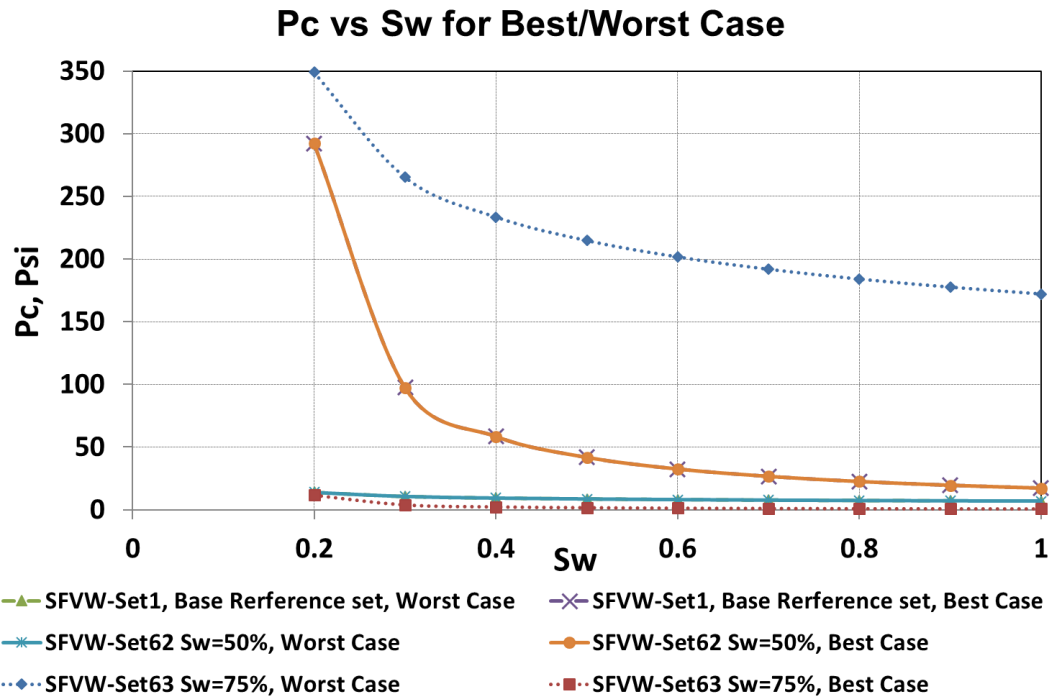 Pc vs Sw for Best/Worst Case
350
300
250
200
150
100
50
0
Pc, Psi
0 0.2 0.4 0.6 0.8 1
Sw
SFVW-Set1, Base Rerference set, Worst Case
SFVW-Set1, Base Rerference set, Best Case
SFVW-Set62 Sw=50%, Worst Case
SFVW-Set62 Sw=50%, Best Case
SFVW-Set63 Sw=75%, Worst Case
SFVW-Set63 Sw=75%, Best Case